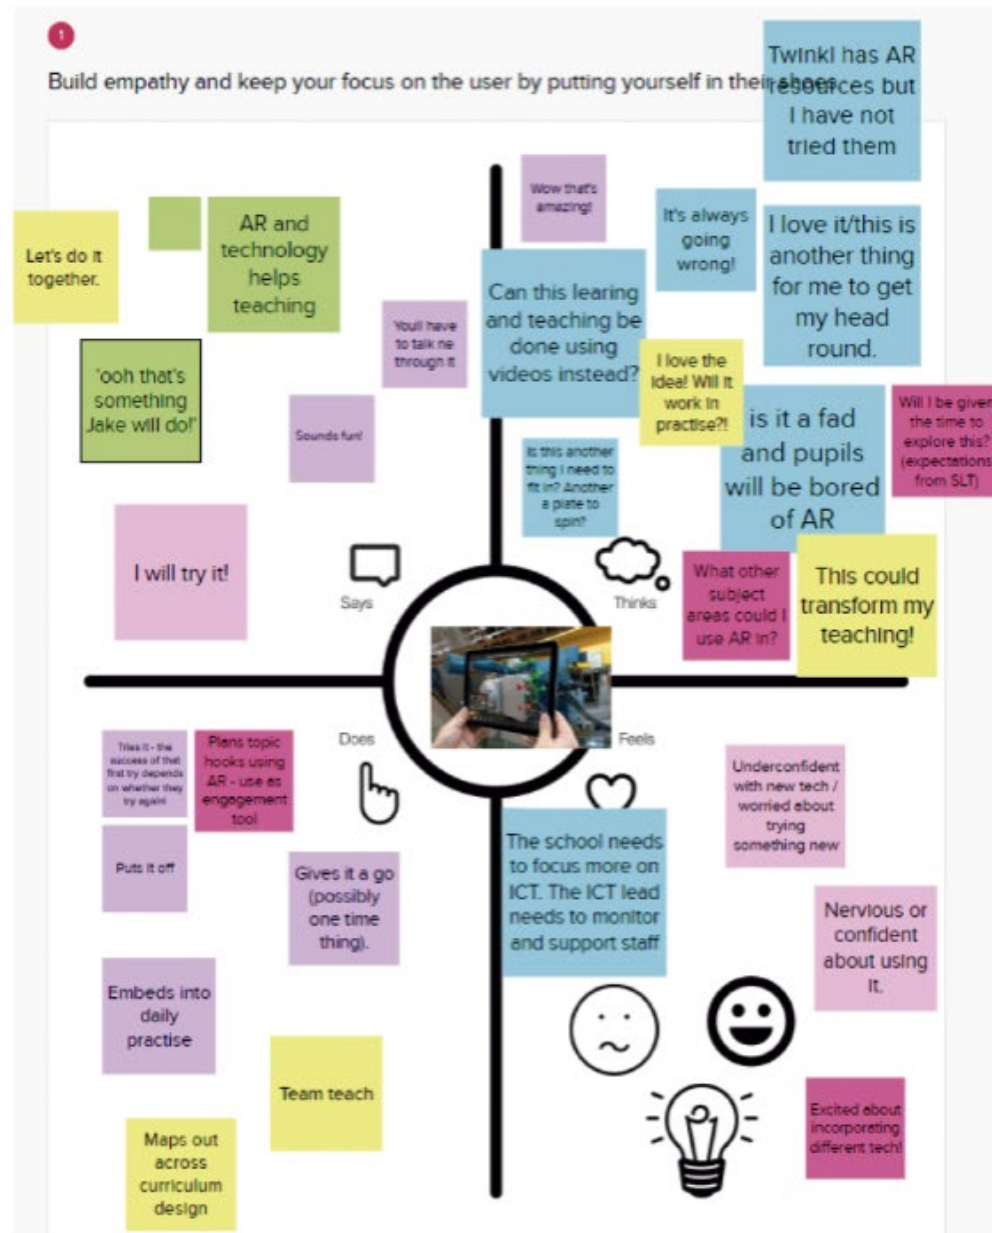 1
Build empathy and keep your focus on the user by putting yourself in their shoes
Let's do it
together.
AR and
technology
helps
teaching
'ooh that's
something
Jake will do!'
Youll have
to talk me
through it
Sounds fun!
I will try it!
Says
Wow that's
amazing!
It's always
going
wrong!
Twinkl has AR
resources but
I have not
tried them
Can this learing
and teaching be
done using
videos instead?
I love it/this is
another thing
for me to get
my head
round.
I love the
idea! Will it
work in
practise?!
is it a fad
and pupils
will be bored
of AR
Will I be given
the time to
explore this?
(expectations
from SLT)
Is this another
thing I need to
fit in? Another
a plate to
spin?
Thinks
What other
subject
areas could I
use AR in?
This could
transform my
teaching!
Does
Tries it - the
success of that
first try depends
on whether they
try again!
Plans topic
hooks using
AR - use as
engagement
tool
Puts it off
Gives it a go
(possibly
one time
thing).
Embeds into
daily
practise
Team teach
Maps out
across
curriculum
design
Feels
The school needs
to focus more on
ICT. The ICT lead
needs to monitor
and support staff
Underconfident
with new tech /
worried about
trying
something new
Nervious or
confident
about using
it.
Excited about
incorporating
different tech!